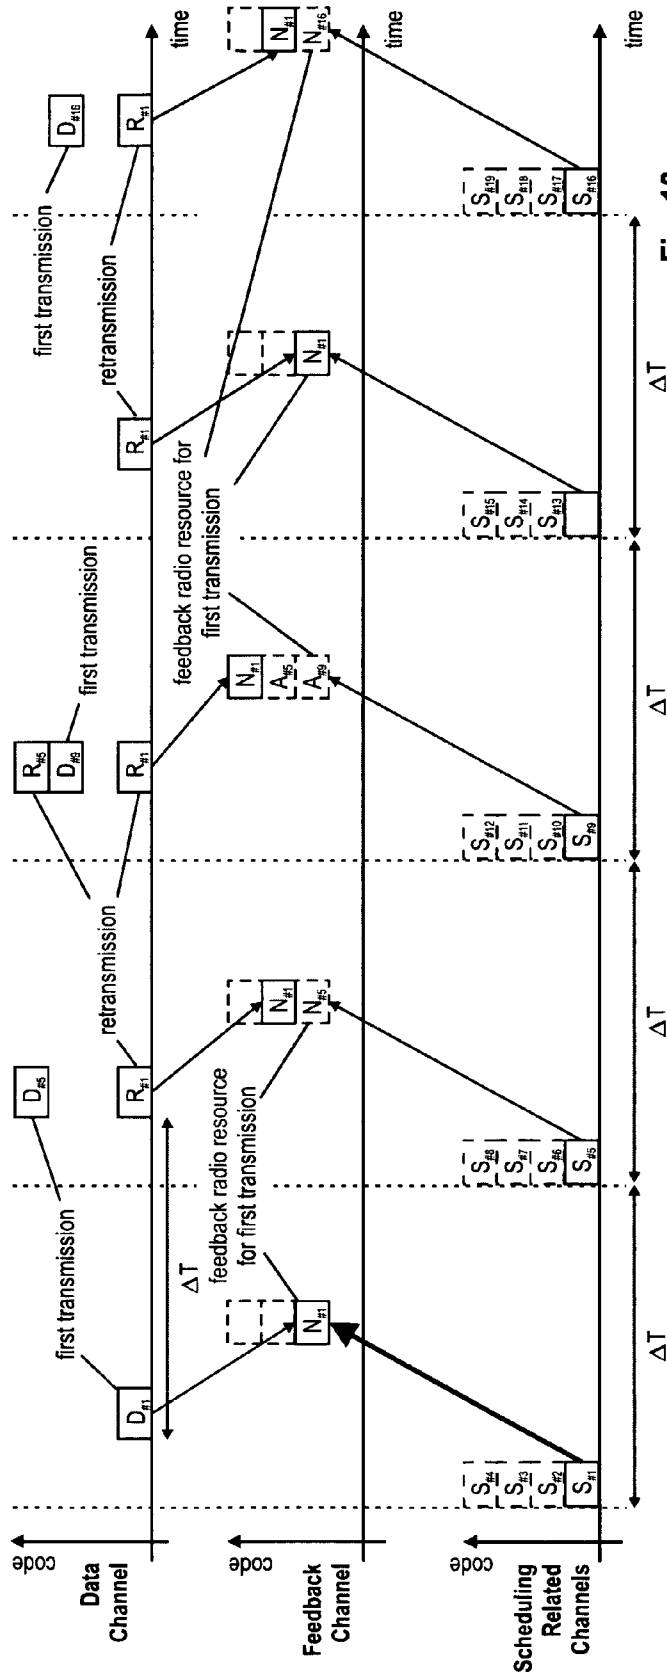 code
Data
Channel
first transmission
D#1
ΔT
D#5
R#1
retransmission
R#5
D#9
R#1
first transmission
R#1
retransmission
first transmission
D#16
R#1
time
code
Feedback
Channel
feedback radio resource
for first transmission
N#1
N#1
N#5
N#1
A#5
A#9
feedback radio resource for
first transmission
N#1
N#1
N#16
time
code
Scheduling
Related
Channels
S#4
S#3
S#2
S#1
S#8
S#7
S#6
S#5
S#12
S#11
S#10
S#9
S#15
S#14
S#13
S#19
S#18
S#17
S#16
time
ΔT
ΔT
ΔT
ΔT